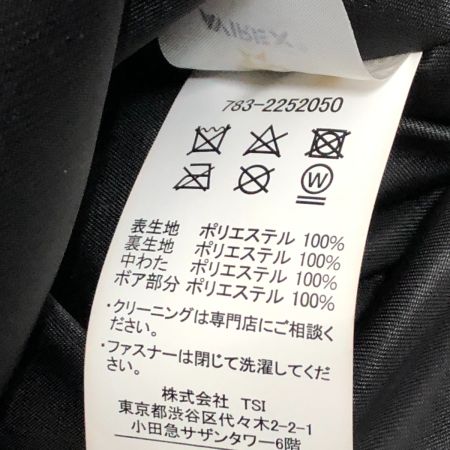 AVIREX
783-2252050
W
表生地 ポリエステル 100%
裏生地 ポリエステル 100%
中わた ポリエステル 100%
ボア部分 ポリエステル 100%
・クリーニングは専門店にご相談く
ださい。
・ファスナーは閉じて洗濯してくだ
さい。
株式会社 TSI
東京都渋谷区代々木2-2-1
小田急サザンタワー6階